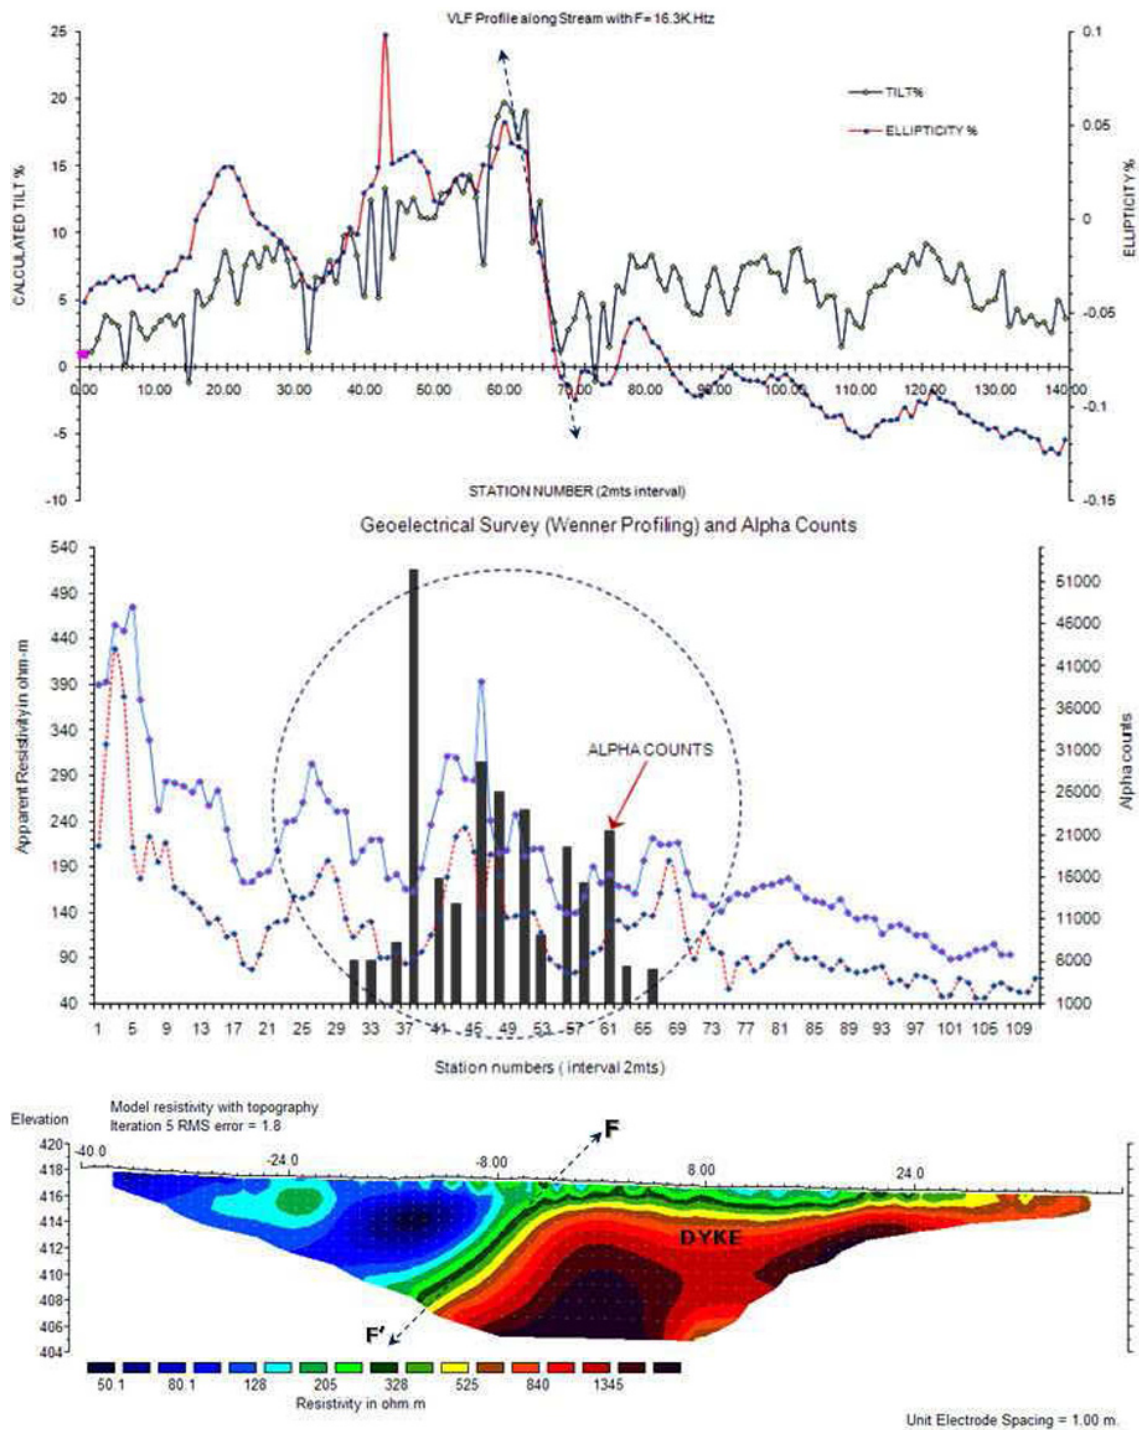 VLF Profile along Stream with F= 16.3K.Htz
25
20
15
10
5
0
-5
-10
CALCULATED TILT %
0.1
0.05
0
-0.05
-0.1
-0.15
ELLIPTICITY %
TILT%
ELLIPTICITY %
0.00 10.00 20.00 30.00 40.00 50.00 60.00 70.00 80.00 90.00 100.00 110.00 120.00 130.00 140.00
STATION NUMBER (2mts interval)
Geoelectrical Survey (Wenner Profiling) and Alpha Counts
540
490
440
390
340
290
240
190
140
90
40
Apparent Resistivity in ohm-m
51000
46000
41000
36000
31000
26000
21000
16000
11000
6000
1000
Alpha counts
ALPHA COUNTS
1 5 9 13 17 21 25 29 33 37 41 45 49 53 57 61 65 69 73 77 81 85 89 93 97 101 105 109
Station numbers ( interval 2mts)
Model resistivity with topography
Iteration 5 RMS error = 1.8
Elevation
420
418
416
414
412
410
408
406
404
-40.0 -24.0 -8.00 8.00 24.0
F
DYKE
F'
50.1 80.1 128 205 328 525 840 1345
Resistivity in ohm m
Unit Electrode Spacing = 1.00 m.